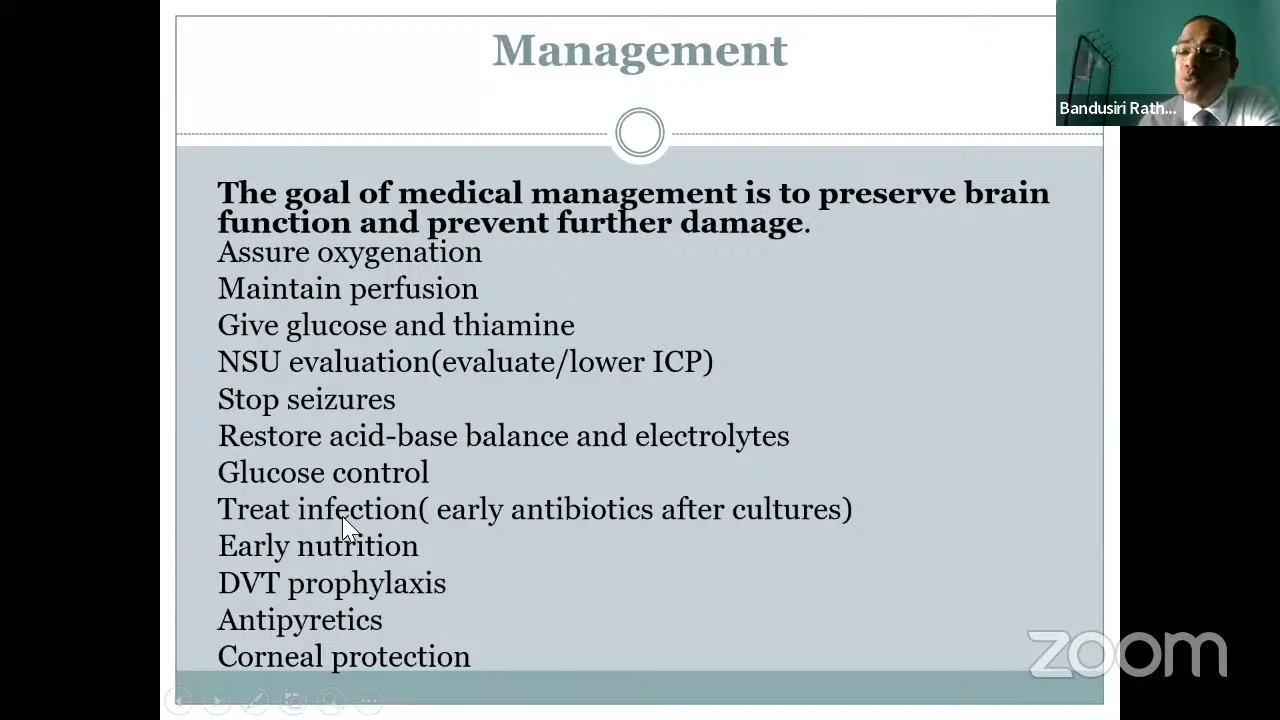 Management
Bandusiri Rath...
The goal of medical management is to preserve brain
function and prevent further damage.
Assure oxygenation
Maintain perfusion
Give glucose and thiamine
NSU evaluation(evaluate/lower ICP)
Stop seizures
Restore acid-base balance and electrolytes
Glucose control
Treat infection( early antibiotics after cultures)
Early nutrition
DVT prophylaxis
Antipyretics
Corneal protection
zoom